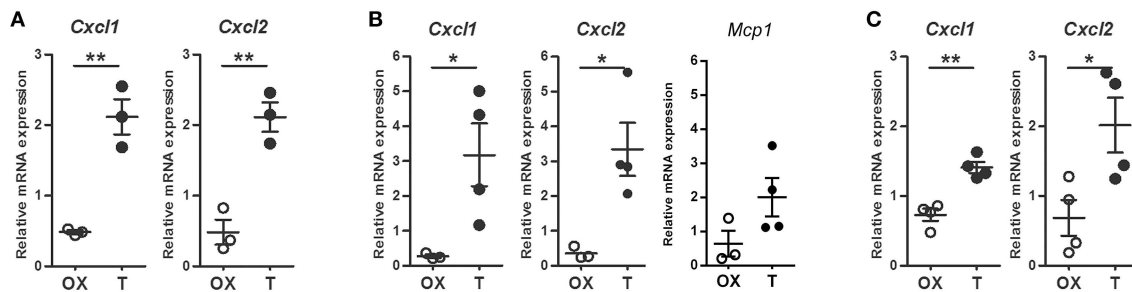 A
Cxcl1
Cxcl2
Relative mRNA expression
3
2
1
0
**
OX T
Relative mRNA expression
3
2
1
0
**
OX T
B
Cxcl1
Cxcl2
Mcp1
Relative mRNA expression
6
5
4
3
2
1
0
*
OX T
Relative mRNA expression
6
5
4
3
2
1
0
*
OX T
Relative mRNA expression
6
5
4
3
2
1
0
OX T
C
Cxcl1
Cxcl2
Relative mRNA expression
3
2
1
0
**
OX T
Relative mRNA expression
3
2
1
0
*
OX T